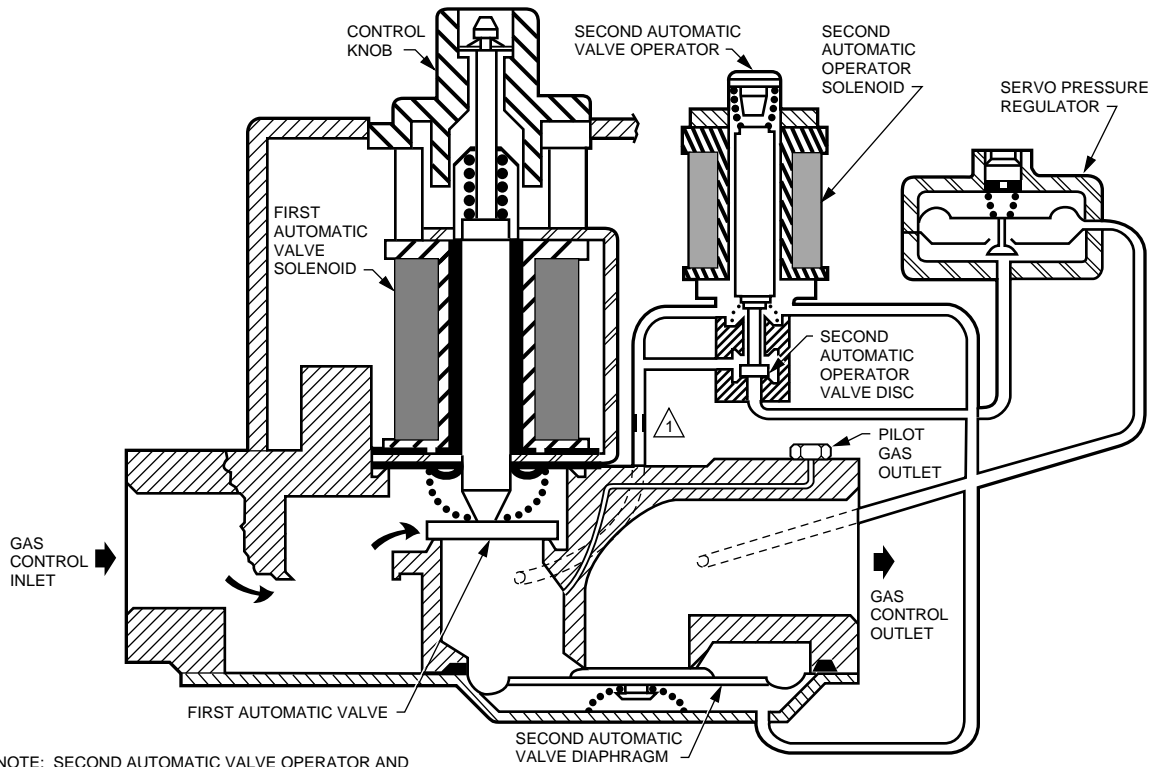 CONTROL
KNOB
SECOND AUTOMATIC
VALVE OPERATOR
SECOND
AUTOMATIC
OPERATOR
SOLENOID
SERVO PRESSURE
REGULATOR
FIRST
AUTOMATIC
VALVE
SOLENOID
SECOND
AUTOMATIC
OPERATOR
VALVE DISC
1
PILOT
GAS
OUTLET
GAS
CONTROL
INLET
GAS
CONTROL
OUTLET
FIRST AUTOMATIC VALVE
SECOND AUTOMATIC
VALVE DIAPHRAGM
NOTE: SECOND AUTOMATIC VALVE OPERATOR AND